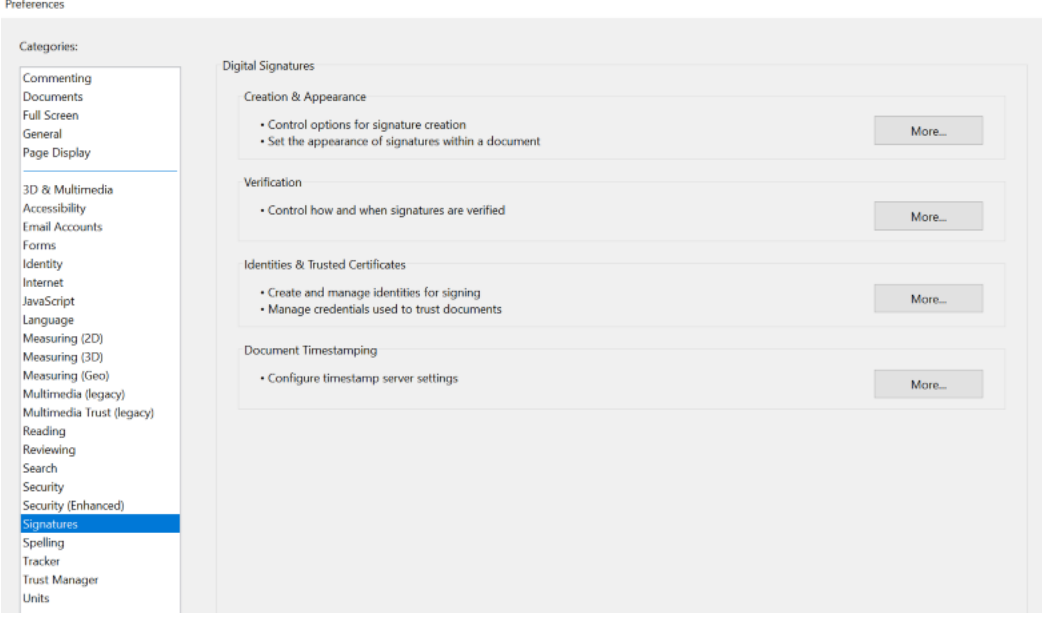 Preferences
Categories:
Commenting
Documents
Full Screen
General
Page Display
3D & Multimedia
Accessibility
Email Accounts
Forms
Identity
Internet
JavaScript
Language
Measuring (2D)
Measuring (3D)
Measuring (Geo)
Multimedia (legacy)
Multimedia Trust (legacy)
Reading
Reviewing
Search
Security
Security (Enhanced)
Signatures
Spelling
Tracker
Trust Manager
Units
Digital Signatures
Creation & Appearance
• Control options for signature creation
• Set the appearance of signatures within a document
More...
Verification
• Control how and when signatures are verified
More...
Identities & Trusted Certificates
• Create and manage identities for signing
• Manage credentials used to trust documents
More...
Document Timestamping
• Configure timestamp server settings
More...